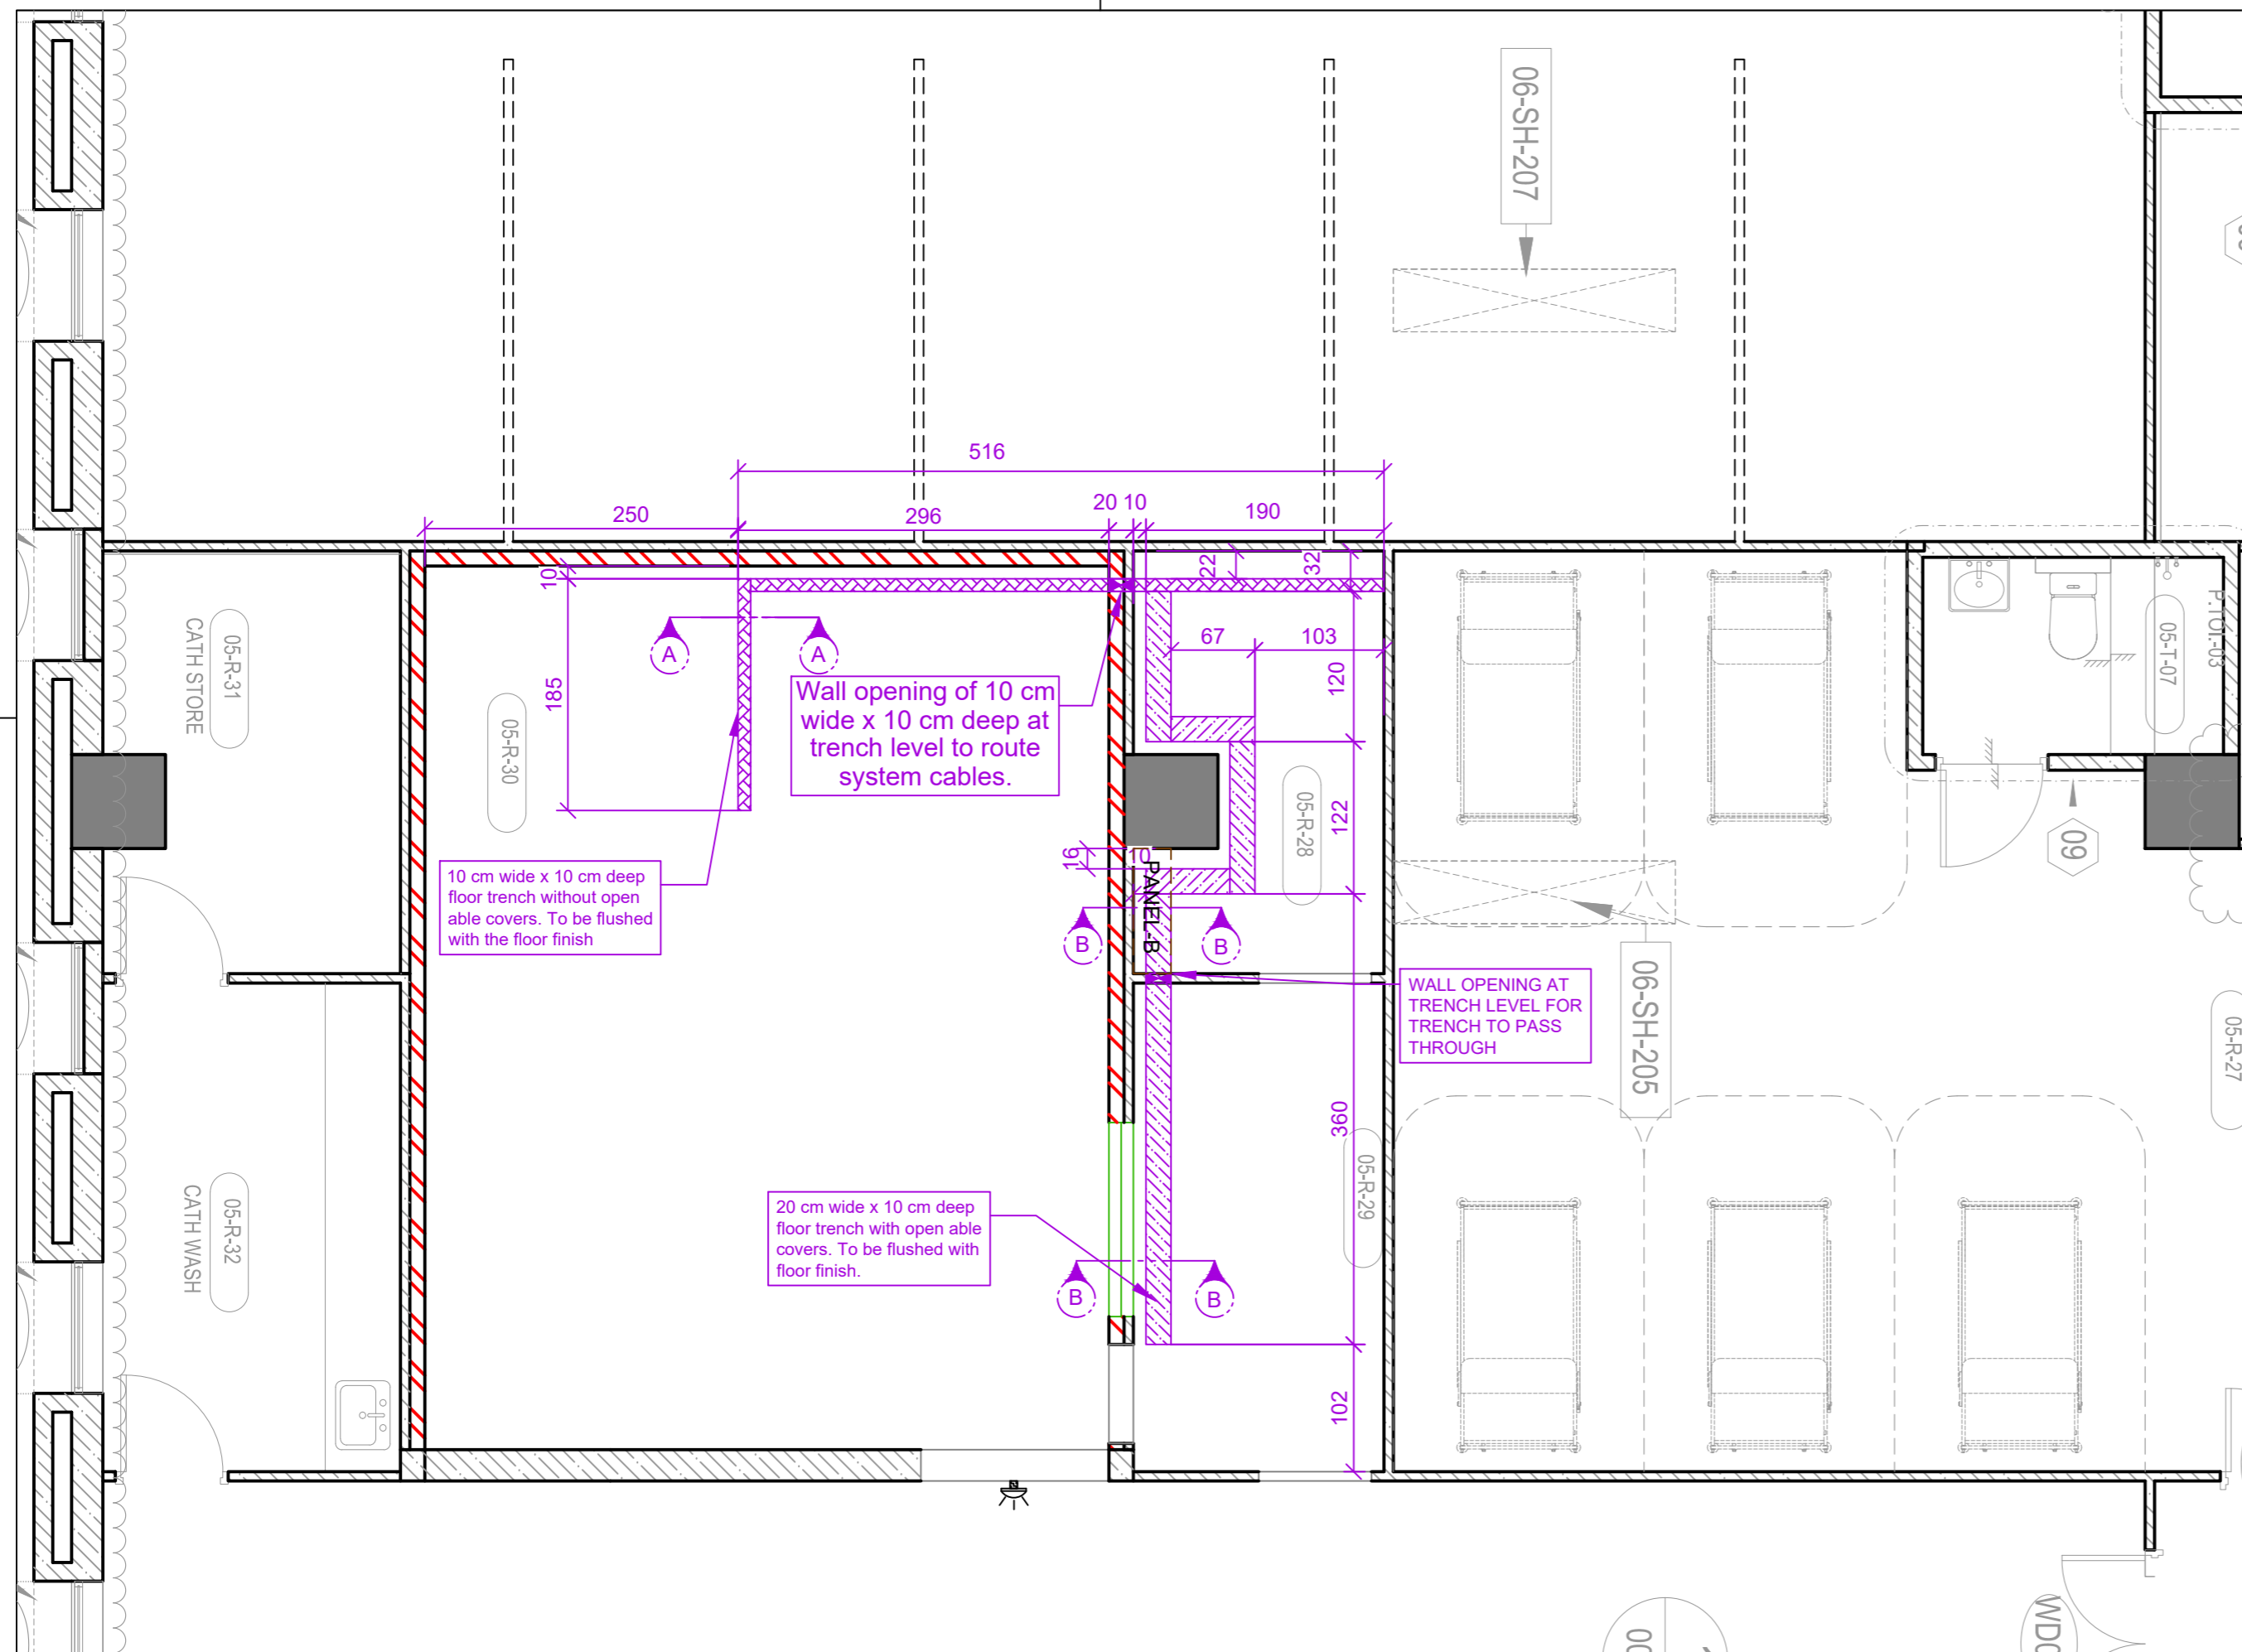 06-SH-207
516
250
296
20 10
190
10
22
32
67
103
120
185
A
A
Wall opening of 10 cm
wide x 10 cm deep at
trench level to route
system cables.
05-R-31
CATH STORE
05-R-30
05-T-07
P.TOI.-03
05-R-28
122
09
16
10
PANEL-B
10 cm wide x 10 cm deep
floor trench without open
able covers. To be flushed
with the floor finish
B
B
WALL OPENING AT
TRENCH LEVEL FOR
TRENCH TO PASS
THROUGH
06-SH-205
05-R-27
360
05-R-29
05-R-32
CATH WASH
20 cm wide x 10 cm deep
floor trench with open able
covers. To be flushed with
floor finish.
B
B
102